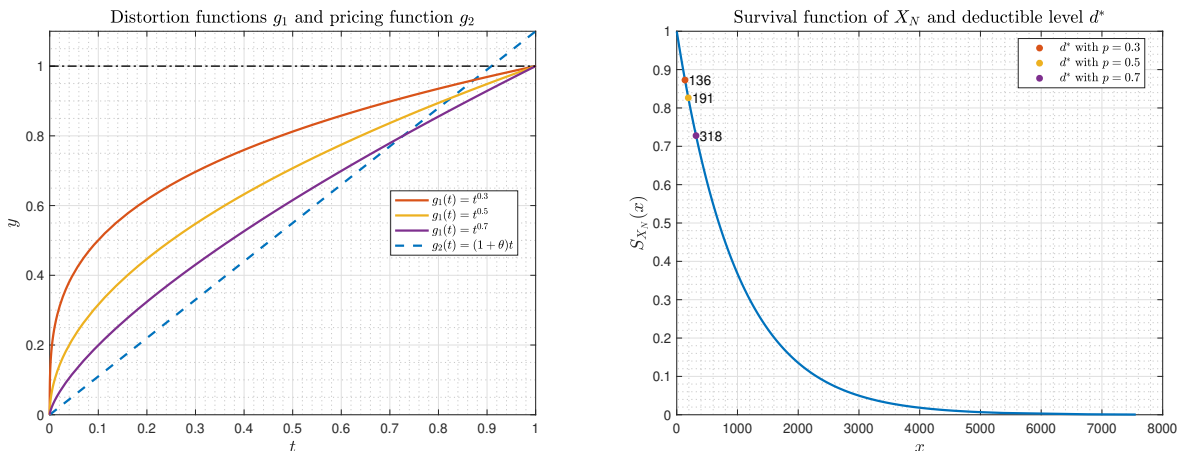 Distortion functions g₁ and pricing function g₂
1
0.8
0.6
0.4
0.2
0
y
g₁(t) = t^0.3
g₁(t) = t^0.5
g₁(t) = t^0.7
g₂(t) = (1 + θ)t
0 0.1 0.2 0.3 0.4 0.5 0.6 0.7 0.8 0.9 1
t
Survival function of X_N and deductible level d*
1
0.9
0.8
0.7
0.6
0.5
0.4
0.3
0.2
0.1
0
S_{X_N}(x)
d* with p = 0.3
d* with p = 0.5
d* with p = 0.7
136
191
318
0 1000 2000 3000 4000 5000 6000 7000 8000
x